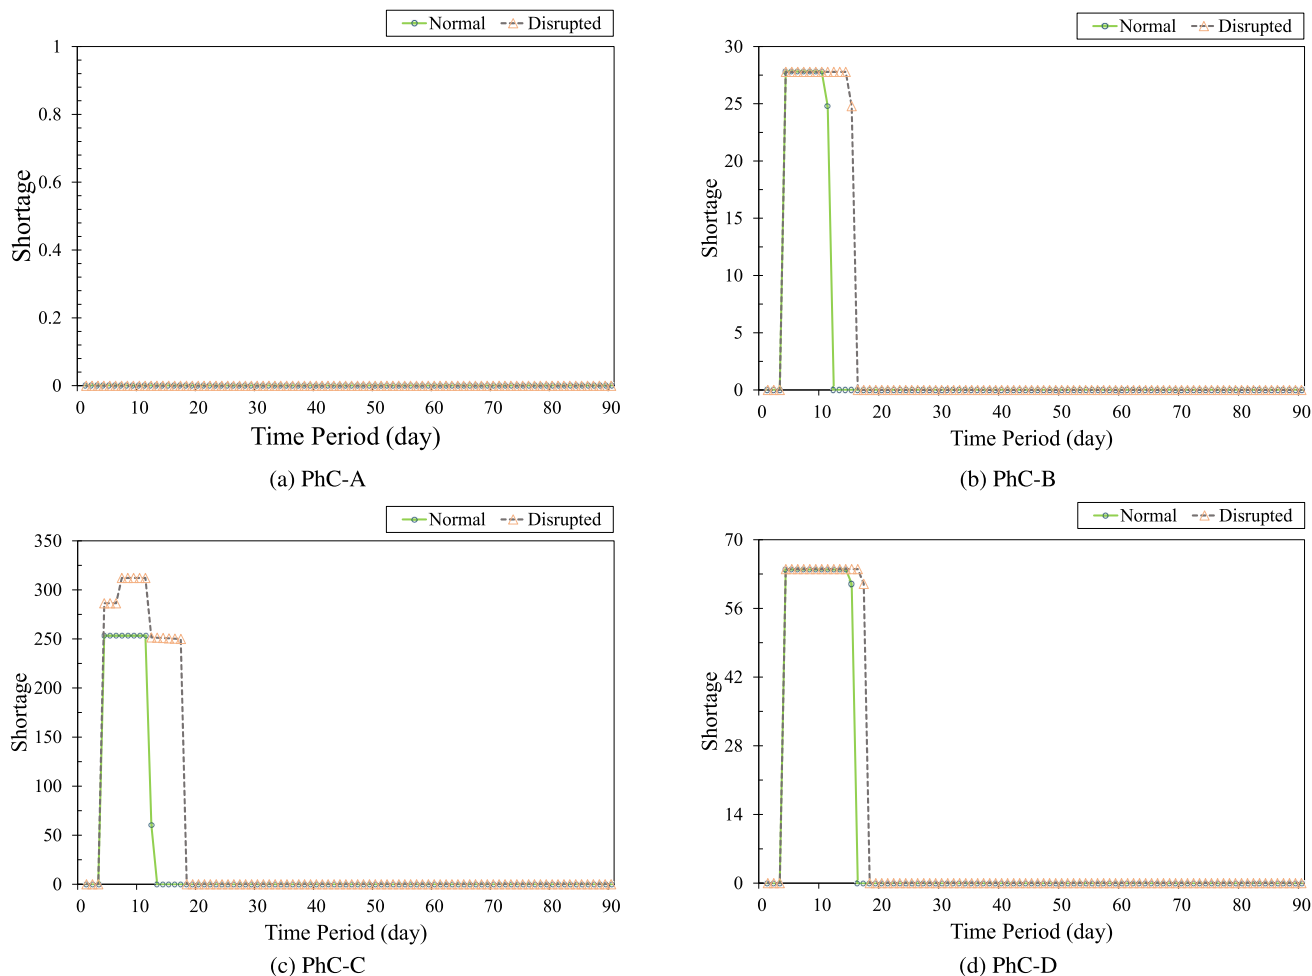 Normal Disrupted
1
0.8
0.6
0.4
0.2
0
Shortage
0 10 20 30 40 50 60 70 80 90
Time Period (day)
(a) PhC-A
Normal Disrupted
30
25
20
15
10
5
0
Shortage
0 10 20 30 40 50 60 70 80 90
Time Period (day)
(b) PhC-B
Normal Disrupted
350
300
250
200
150
100
50
0
Shortage
0 10 20 30 40 50 60 70 80 90
Time Period (day)
(c) PhC-C
Normal Disrupted
70
56
42
28
14
0
Shortage
0 10 20 30 40 50 60 70 80 90
Time Period (day)
(d) PhC-D